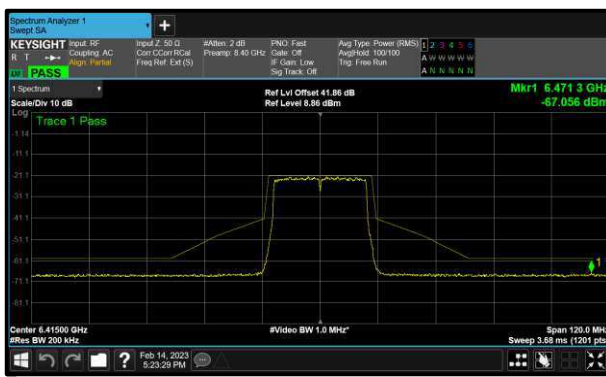 Spectrum Analyzer 1
Swept SA
+
KEYSIGHT Input: RF Input Z: 50 Ω #Atten: 2 dB PNO: Fast Avg Type: Power (RMS) 1 2 3 4 5 6
R T Coupling: AC Corr CCorr RCal Preamp: 8.40 GHz Gate: Off Avg|Hold: 100/100 A W W W W W
Align: Partial Freq Ref: Ext (S) IF Gain: Low Trig: Free Run
LV PASS Sig Track: Off A N N N N N
1 Spectrum Ref Lvl Offset 41.86 dB Mkr1 6.471 3 GHz
Scale/Div 10 dB Ref Level 8.86 dBm -67.056 dBm
Log
Trace 1 Pass
-1.14
-11.1
-21.1
-31.1
-41.1
-51.1
-61.1
1
-71.1
-81.1
Center 6.41500 GHz #Video BW 1.0 MHz* Span 120.0 MHz
#Res BW 200 kHz Sweep 3.68 ms (1201 pts)
? Feb 14, 2023
5:23:29 PM